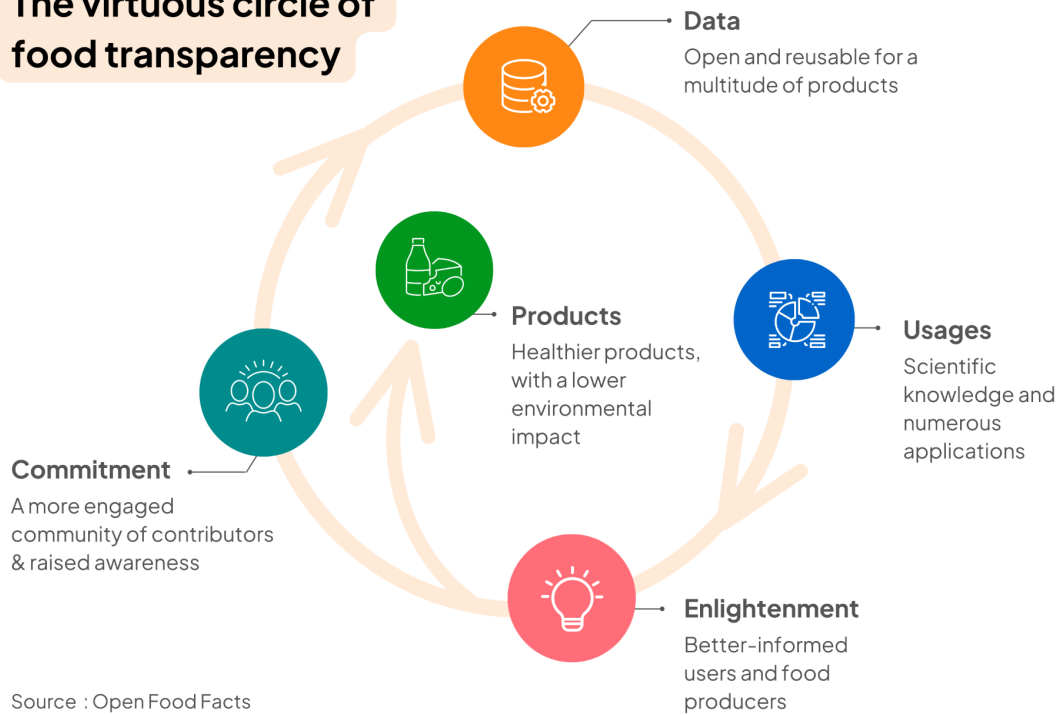 The virtuous circle of
food transparency
Data
Open and reusable for a
multitude of products
Products
Healthier products,
with a lower
environmental
impact
Usages
Scientific
knowledge and
numerous
applications
Commitment
A more engaged
community of contributors
& raised awareness
Enlightenment
Better-informed
users and food
producers
Source : Open Food Facts